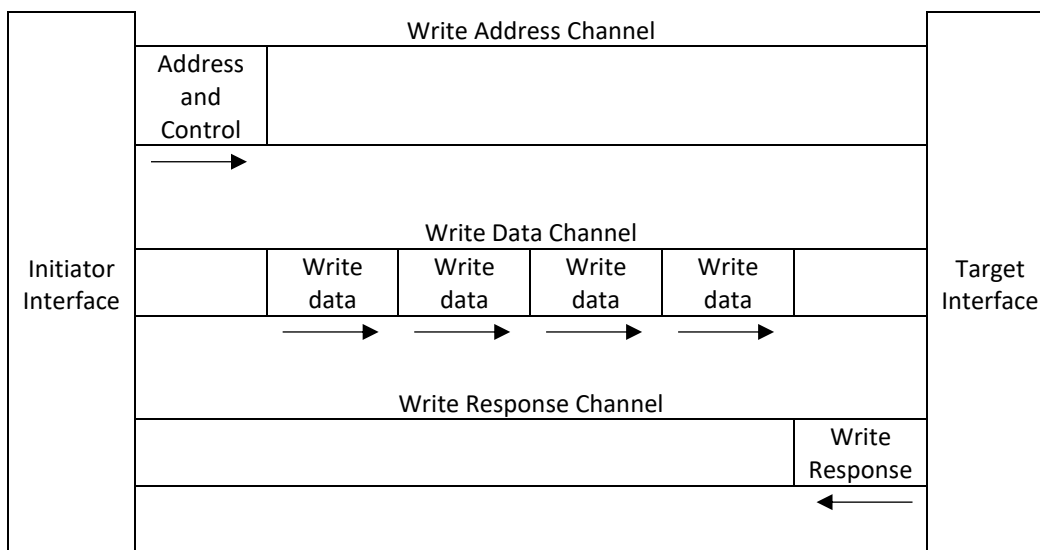 Write Address Channel
Address
and
Control
Write Data Channel
Initiator
Interface
Write
data
Write
data
Write
data
Write
data
Target
Interface
Write Response Channel
Write
Response